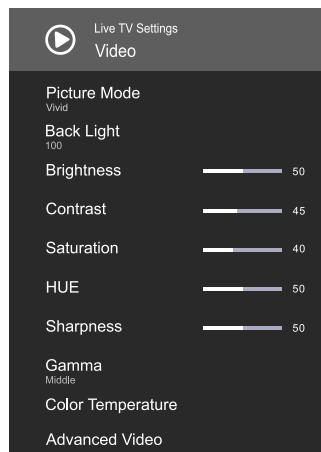 Live TV Settings
Video
Picture Mode
Vivid
Back Light
100
Brightness 50
Contrast 45
Saturation 40
HUE 50
Sharpness 50
Gamma
Middle
Color Temperature
Advanced Video